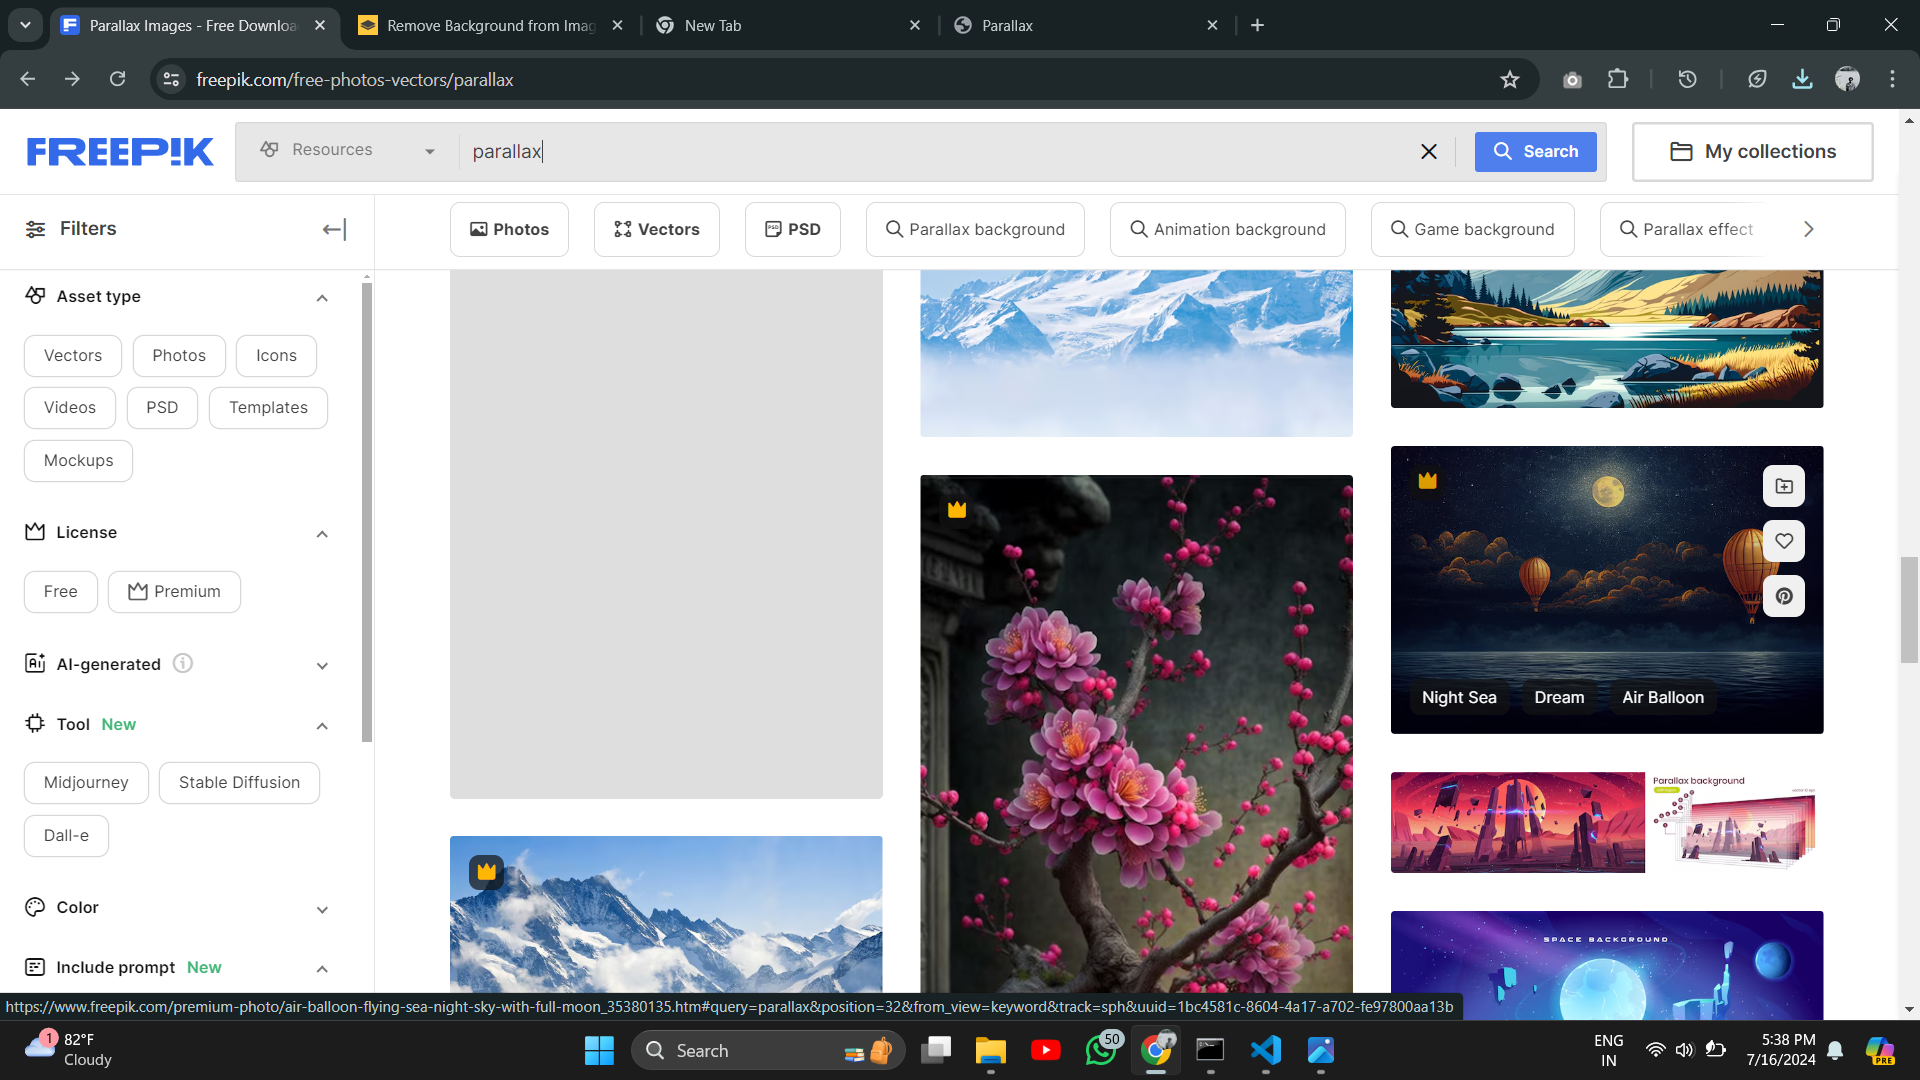 Parallax Images - Free Downloa
Remove Background from Imag
New Tab
Parallax
freepik.com/free-photos-vectors/parallax
FREEPIK
Resources
parallax
Search
My collections
Filters
Photos
Vectors
PSD
Parallax background
Animation background
Game background
Parallax effect
Asset type
Vectors
Photos
Icons
Videos
PSD
Templates
Mockups
License
Free
Premium
AI-generated
Tool New
Midjourney
Stable Diffusion
Dall-e
Color
Include prompt New
Night Sea
Dream
Air Balloon
Parallax background
SPACE BACKGROUND
https://www.freepik.com/premium-photo/air-balloon-flying-sea-night-sky-with-full-moon_35380135.htm#query=parallax&position=32&from_view=keyword&track=sph&uuid=1bc4581c-8604-4a17-a702-fe97800aa13b
1
82°F
Cloudy
Search
50
ENG
IN
5:38 PM
7/16/2024
PRE